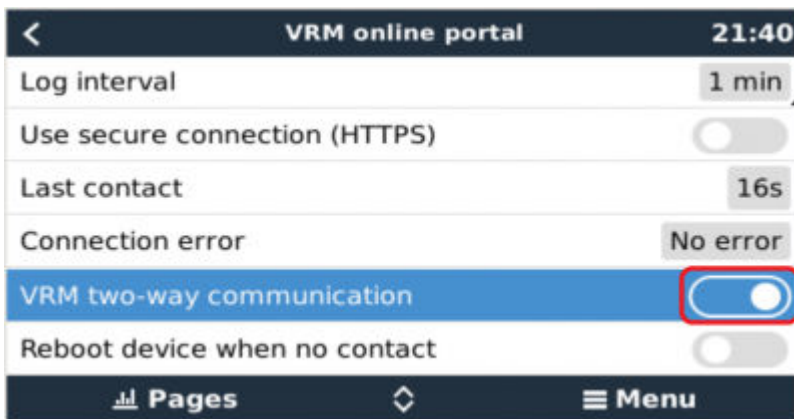 VRM online portal 21:40
Log interval 1 min
Use secure connection (HTTPS)
Last contact 16s
Connection error No error
VRM two-way communication
Reboot device when no contact
Pages Menu